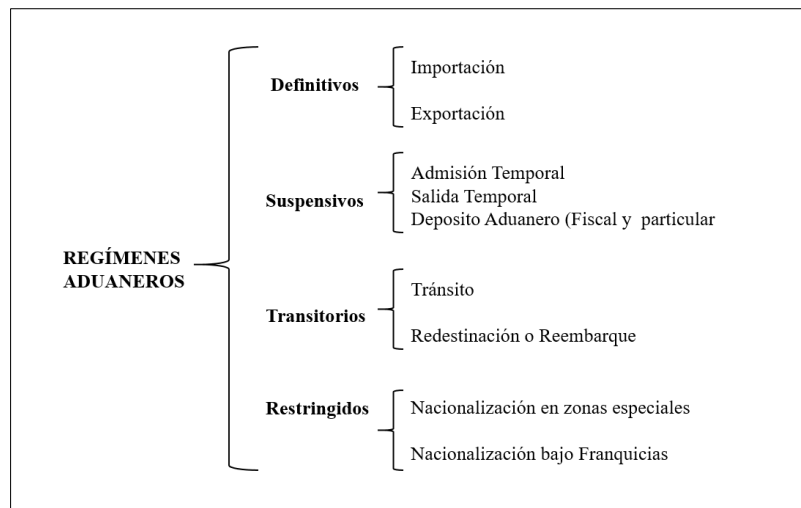 REGÍMENES
ADUANEROS
Definitivos
Importación
Exportación
Suspensivos
Admisión Temporal
Salida Temporal
Deposito Aduanero (Fiscal y particular
Transitorios
Tránsito
Redestinación o Reembarque
Restringidos
Nacionalización en zonas especiales
Nacionalización bajo Franquicias